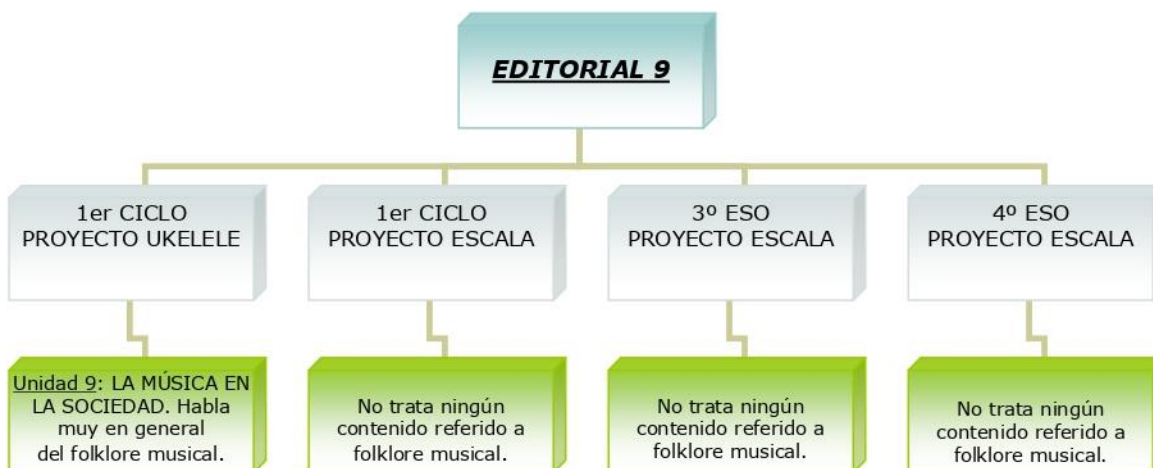 EDITORIAL 9
1er CICLO
PROYECTO UKELELE
1er CICLO
PROYECTO ESCALA
3º ESO
PROYECTO ESCALA
4º ESO
PROYECTO ESCALA
Unidad 9: LA MÚSICA EN
LA SOCIEDAD. Habla
muy en general
del folklore musical.
No trata ningún
contenido referido a
folklore musical.
No trata ningún
contenido referido a
folklore musical.
No trata ningún
contenido referido a
folklore musical.